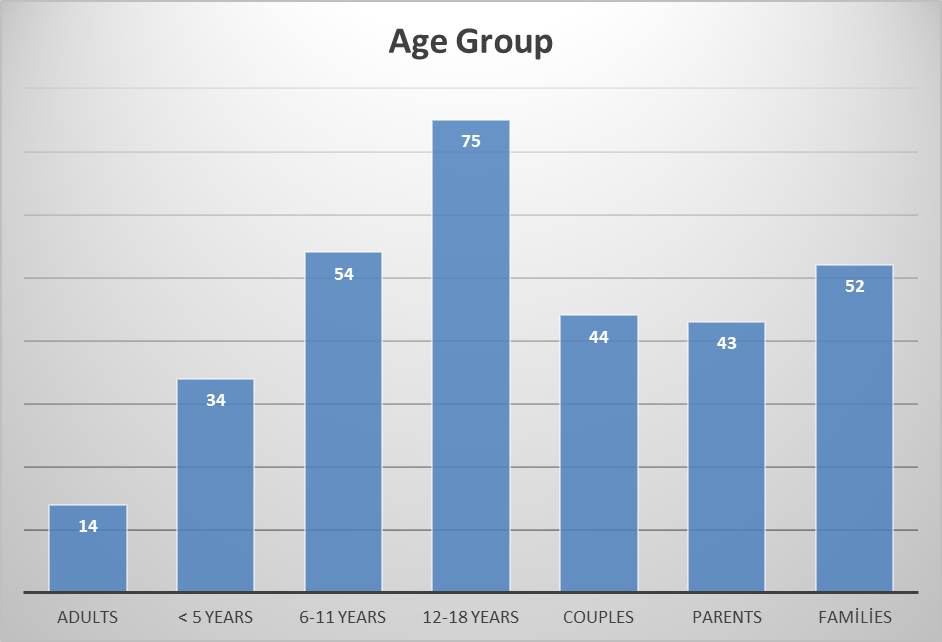 Age Group
75
54
52
44
43
34
14
ADULTS
< 5 YEARS
6-11 YEARS
12-18 YEARS
COUPLES
PARENTS
FAMİLİES